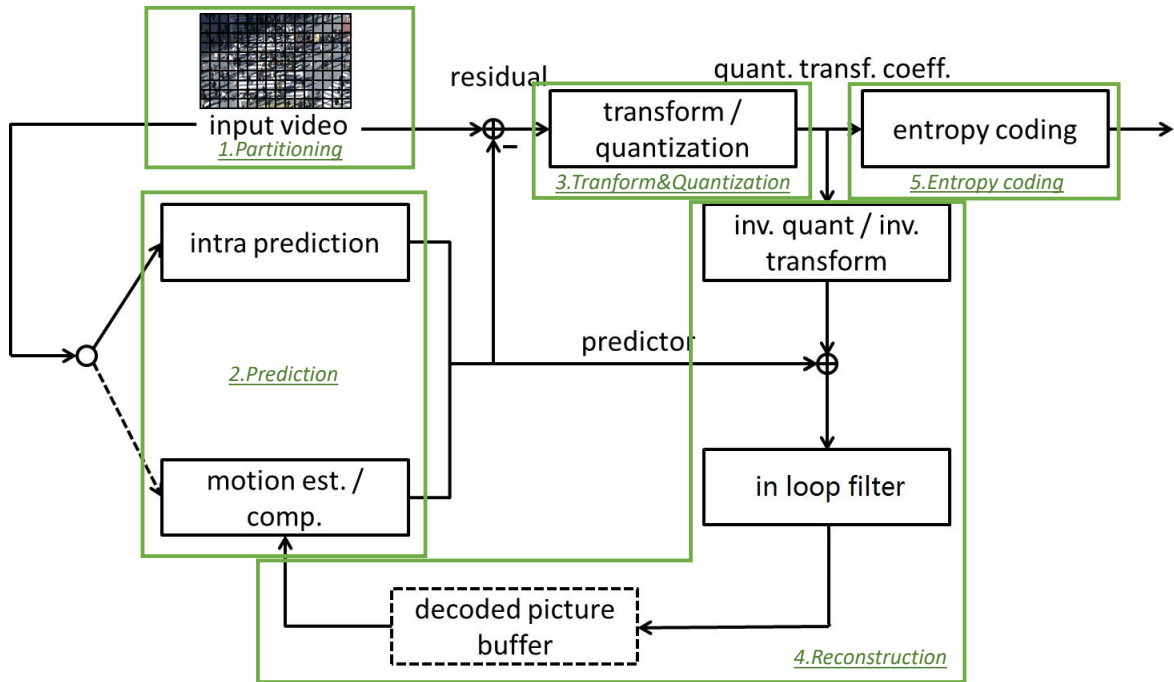 residual
quant. transf. coeff.
input video
1.Partitioning
transform /
quantization
3.Tranform&Quantization
entropy coding
5.Entropy coding
intra prediction
inv. quant / inv.
transform
predictor
2.Prediction
motion est. /
comp.
in loop filter
decoded picture
buffer
4.Reconstruction